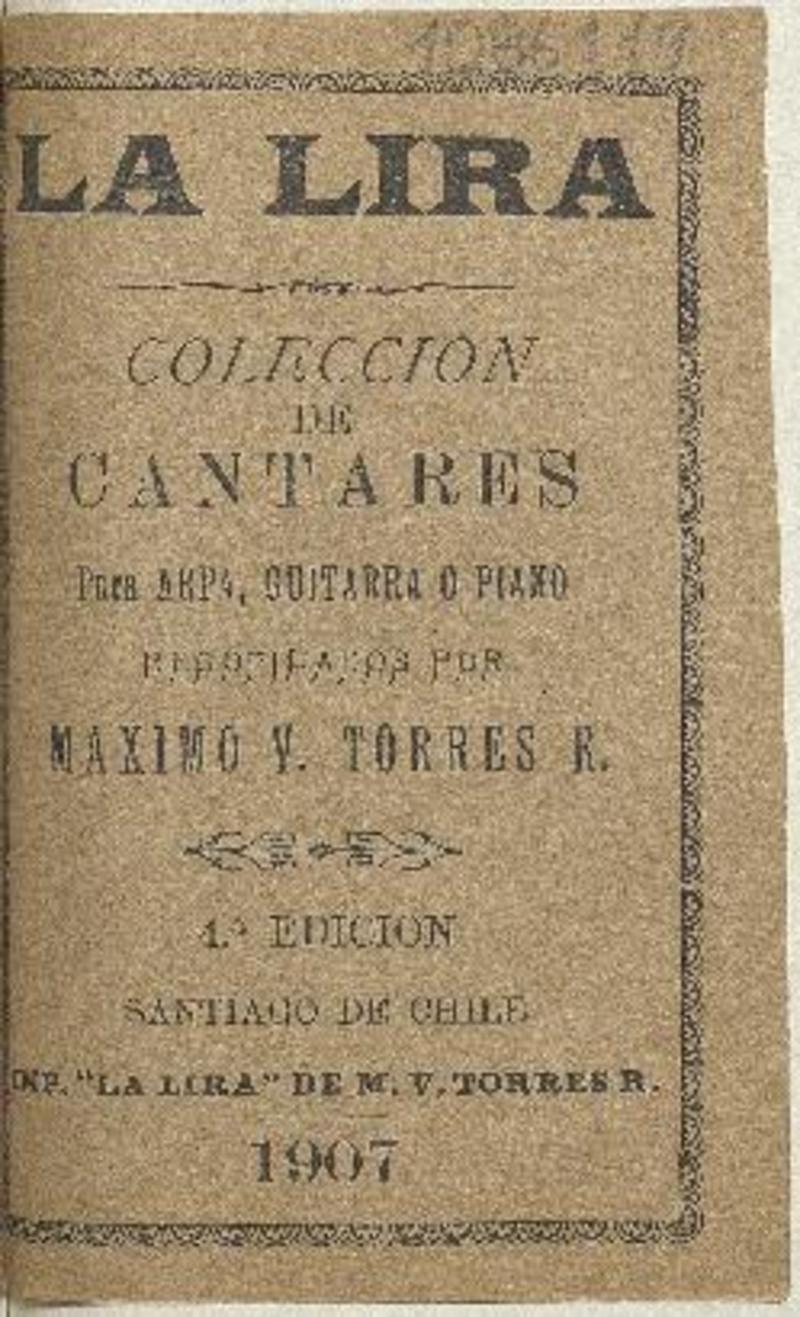 LA LIRA
COLECCION
DE
CANTARES
Para ARPA, GUITARRA O PIANO
POR
MAXIMO V. TORRES R.
EDICION
SANTIAGO DE CHILE
IMP. "LA LIRA" DE M. V. TORRES R.
1907